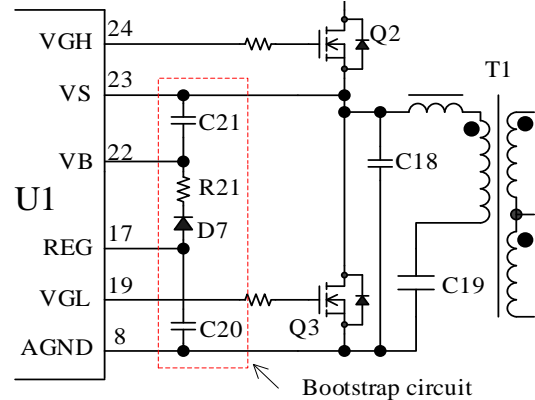 VGH 24
Q2
T1
VS 23
C21
VB 22
C18
R21
U1
D7
REG 17
C19
VGL 19
C20
Q3
AGND 8
Bootstrap circuit